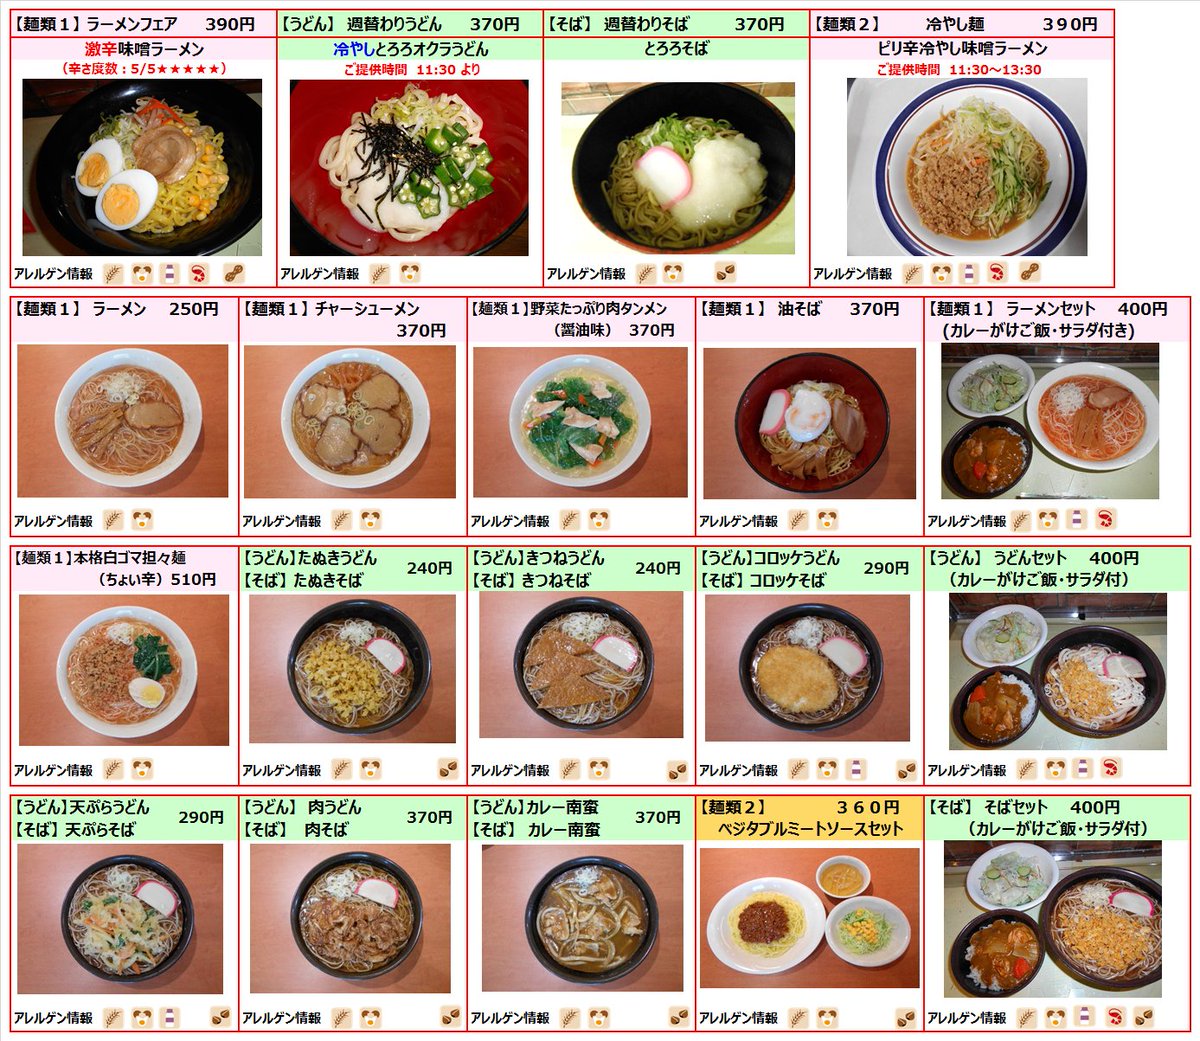 【麺類１】 ラーメンフェア 390円
激辛味噌ラーメン
（辛さ度数：5/5★★★★★）
アレルゲン情報
【うどん】 週替わりうどん 370円
冷やしとろろオクラうどん
ご提供時間 11:30 より
アレルゲン情報
【そば】 週替わりそば 370円
とろろそば
アレルゲン情報
【麺類２】 冷やし麺 ３９０円
ピリ辛冷やし味噌ラーメン
ご提供時間 11:30～13:30
アレルゲン情報
【麺類１】 ラーメン 250円
アレルゲン情報
【麺類１】 チャーシューメン
370円
アレルゲン情報
【麺類１】野菜たっぷり肉タンメン
（醤油味） 370円
アレルゲン情報
【麺類１】 油そば 370円
アレルゲン情報
【麺類１】 ラーメンセット 400円
(カレーがけご飯・サラダ付き)
アレルゲン情報
【麺類１】本格白ゴマ担々麺
（ちょい辛）510円
アレルゲン情報
【うどん】たぬきうどん
【そば】 たぬきそば 240円
アレルゲン情報
【うどん】きつねうどん
【そば】 きつねそば 240円
アレルゲン情報
【うどん】コロッケうどん
【そば】 コロッケそば 290円
アレルゲン情報
【うどん】 うどんセット 400円
（カレーがけご飯・サラダ付）
アレルゲン情報
【うどん】天ぷらうどん
【そば】 天ぷらそば 290円
アレルゲン情報
【うどん】 肉うどん
【そば】 肉そば 370円
アレルゲン情報
【うどん】カレー南蛮
【そば】 カレー南蛮 370円
アレルゲン情報
【麺類２】 ３６０円
ベジタブルミートソースセット
アレルゲン情報
【そば】 そばセット 400円
（カレーがけご飯・サラダ付）
アレルゲン情報